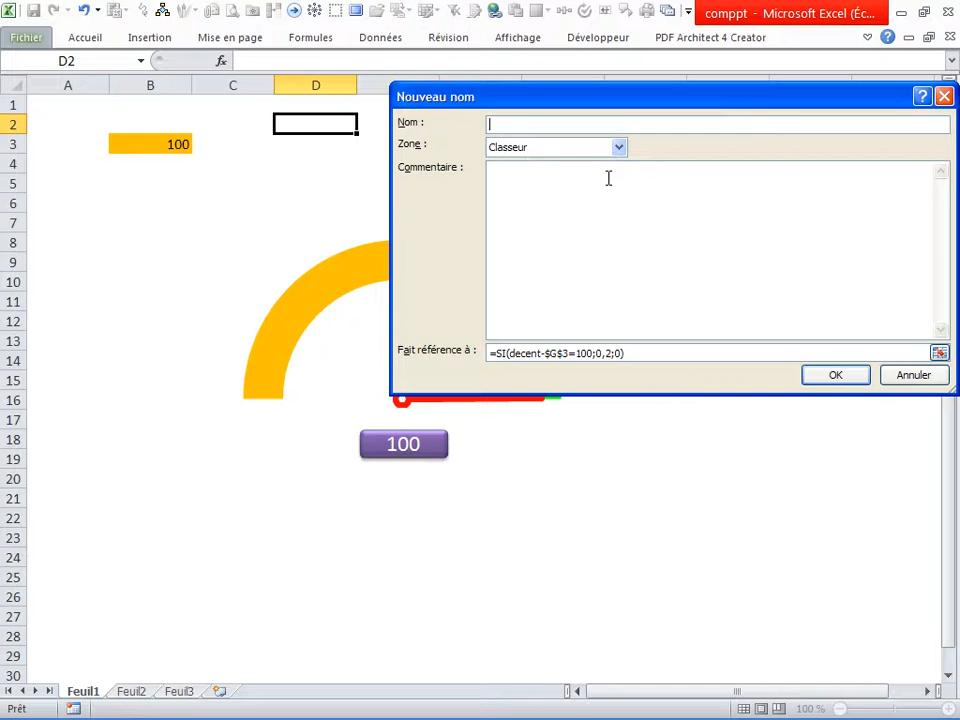 comppt - Microsoft Excel (Éc...
Fichier Accueil Insertion Mise en page Formules Données Révision Affichage Développeur PDF Architect 4 Creator
D2 fx
A B C D
Nouveau nom
Nom :
Zone : Classeur
Commentaire :
Fait référence à : =SI(decent-$G$3=100;0,2;0)
OK Annuler
1
2
3 100
4
5
6
7
8
9
10
11
12
13
14
15
16
17
18 100
19
20
21
22
23
24
25
26
27
28
29
30
Feuil1 Feuil2 Feuil3
Prêt 100 %